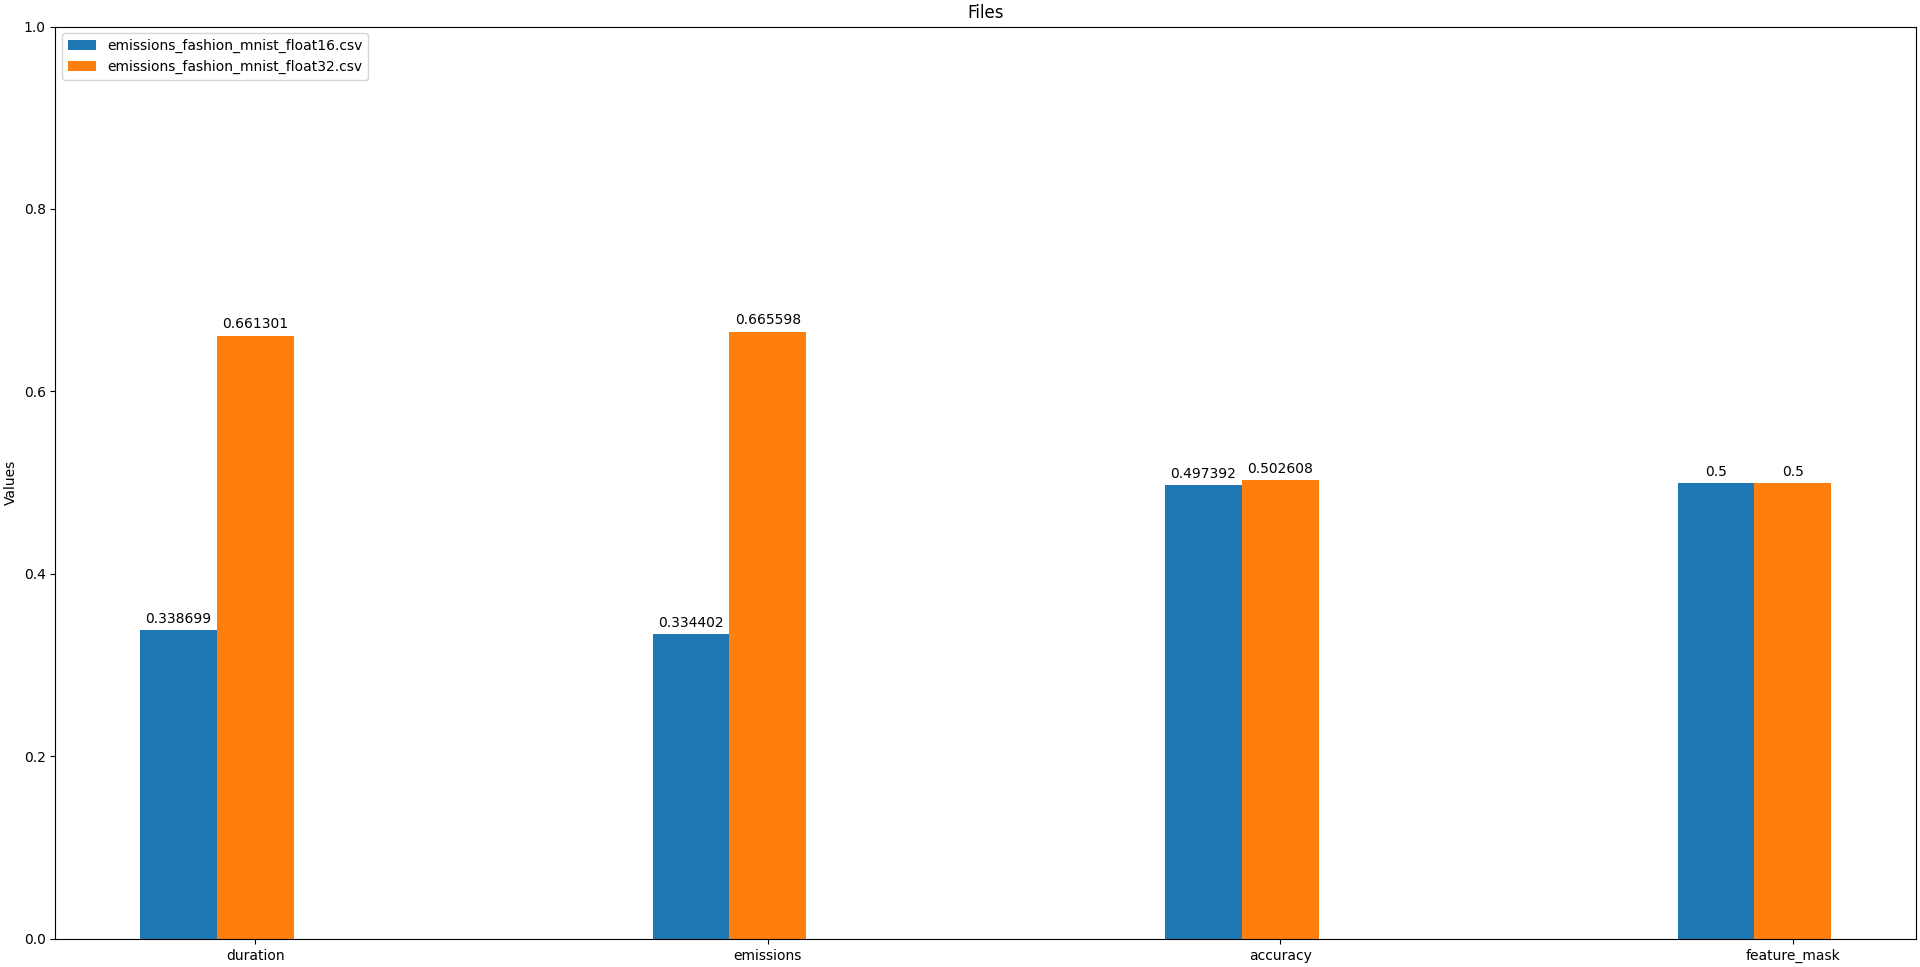 Files
emissions_fashion_mnist_float16.csv
emissions_fashion_mnist_float32.csv
Values
1.0
0.8
0.6
0.4
0.2
0.0
0.338699
0.661301
0.334402
0.665598
0.497392
0.502608
0.5
0.5
duration
emissions
accuracy
feature_mask